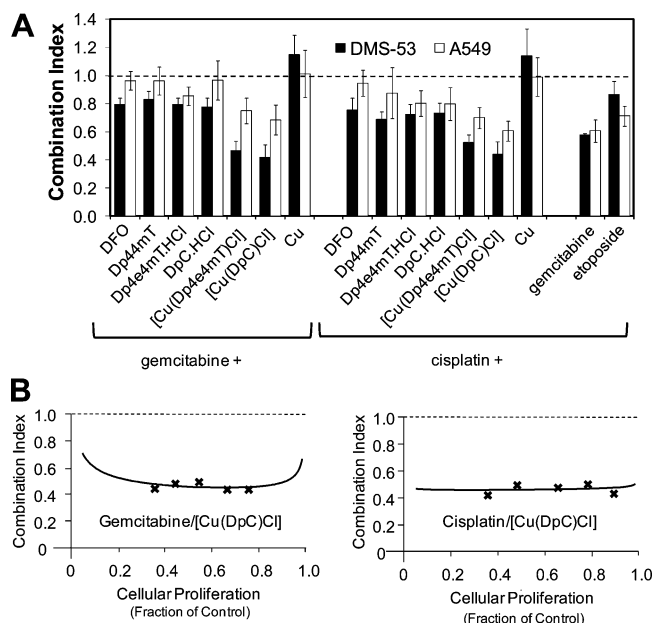 A
Combination Index
1.4
1.2
1.0
0.8
0.6
0.4
0.2
0.0
DMS-53 A549
DFO
Dp44mT
Dp4e4mT.HCl
DpC.HCl
[Cu(Dp4e4mT)Cl]
[Cu(DpC)Cl]
Cu
DFO
Dp44mT
Dp4e4mT.HCl
DpC.HCl
[Cu(Dp4e4mT)Cl]
[Cu(DpC)Cl]
Cu
gemcitabine
etoposide
gemcitabine +
cisplatin +
B
Combination Index
1.0
0.8
0.6
0.4
0.2
0
Gemcitabine/[Cu(DpC)Cl]
0 0.2 0.4 0.6 0.8 1.0
Cellular Proliferation
(Fraction of Control)
Combination Index
1.0
0.8
0.6
0.4
0.2
0
Cisplatin/[Cu(DpC)Cl]
0 0.2 0.4 0.6 0.8 1.0
Cellular Proliferation
(Fraction of Control)